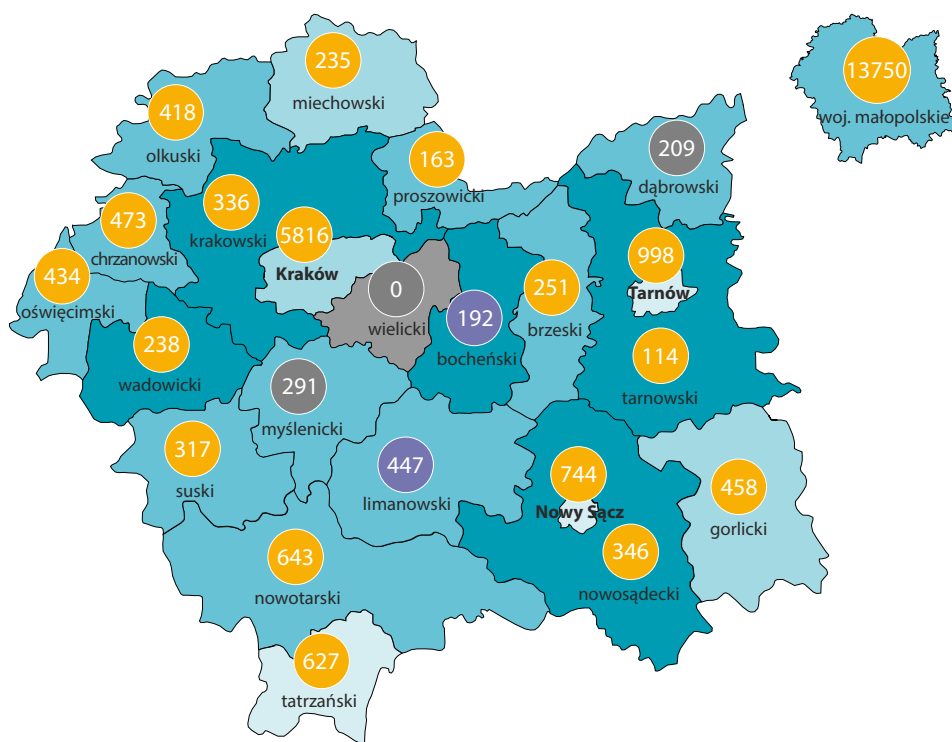 235
miechowski
13750
woj. małopolskie
418
olkuski
163
proszowicki
209
dąbrowski
336
krakowski
473
chrzanowski
5816
Kraków
998
Tarnów
434
oświęcimski
0
wielicki
251
brzeski
192
bocheński
238
wadowicki
114
tarnowski
291
myślenicki
317
suski
447
limanowski
744
Nowy Sącz
458
gorlicki
643
nowotarski
346
nowosądecki
627
tatrzański